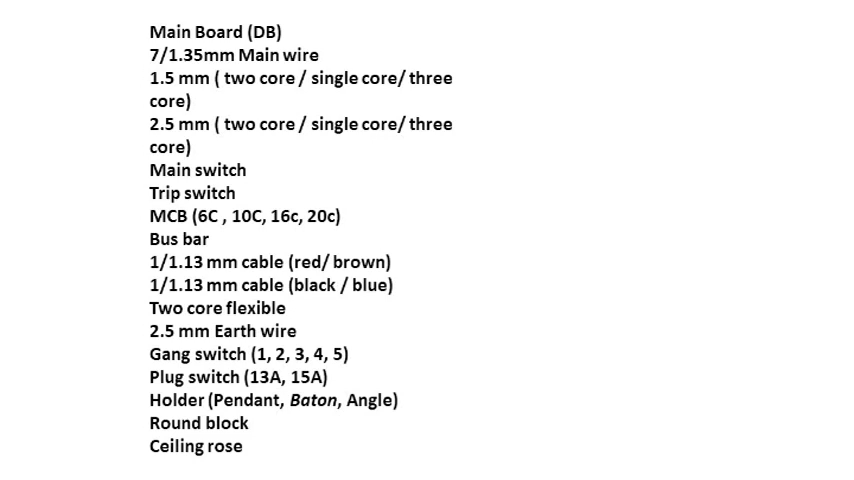 Main Board (DB)
7/1.35mm Main wire
1.5 mm ( two core / single core/ three
core)
2.5 mm ( two core / single core/ three
core)
Main switch
Trip switch
MCB (6C , 10C, 16c, 20c)
Bus bar
1/1.13 mm cable (red/ brown)
1/1.13 mm cable (black / blue)
Two core flexible
2.5 mm Earth wire
Gang switch (1, 2, 3, 4, 5)
Plug switch (13A, 15A)
Holder (Pendant, Baton, Angle)
Round block
Ceiling rose